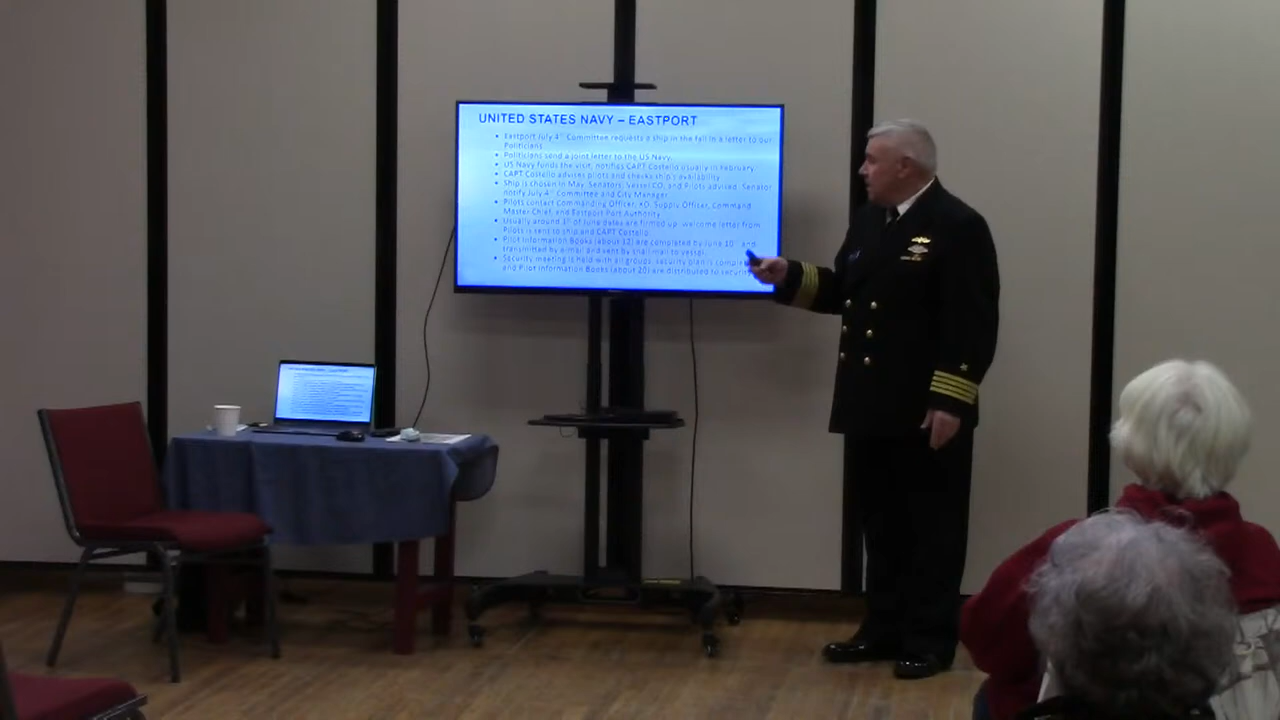 UNITED STATES NAVY – EASTPORT
• Eastport July 4th Committee requests a ship in the fall in a letter to our
Politicians.
• Politicians send a joint letter to the US Navy.
• US Navy funds the visit, notifies CAPT Costello usually in February.
• CAPT Costello advises pilots and checks ship's availability.
• Ship is chosen in May. Senators, Vessel CO, and Pilots advised. Senator
notify July 4th Committee and City Manager.
• Pilots contact Commanding Officer, XO, Supply Officer, Command
Master Chief, and Eastport Port Authority.
• Usually around 1st of June dates are firmed up, welcome letter from
Pilots is sent to ship and CAPT Costello.
• Pilot Information Books (about 12) are completed by June 10th and
transmitted by e-mail and sent by snail mail to vessel.
• Security meeting is held with all groups, security plan is
and Pilot Information Books (about 20) are distributed to